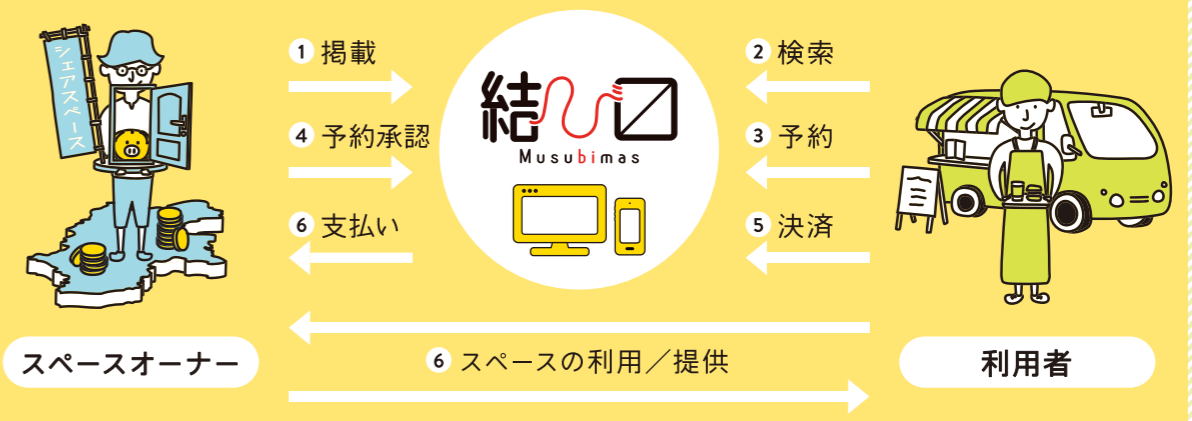 シェアスペース
1 掲載
4 予約承認
6 支払い
結び〼
Musubimas
2 検索
3 予約
5 決済
スペースオーナー
6 スペースの利用／提供
利用者